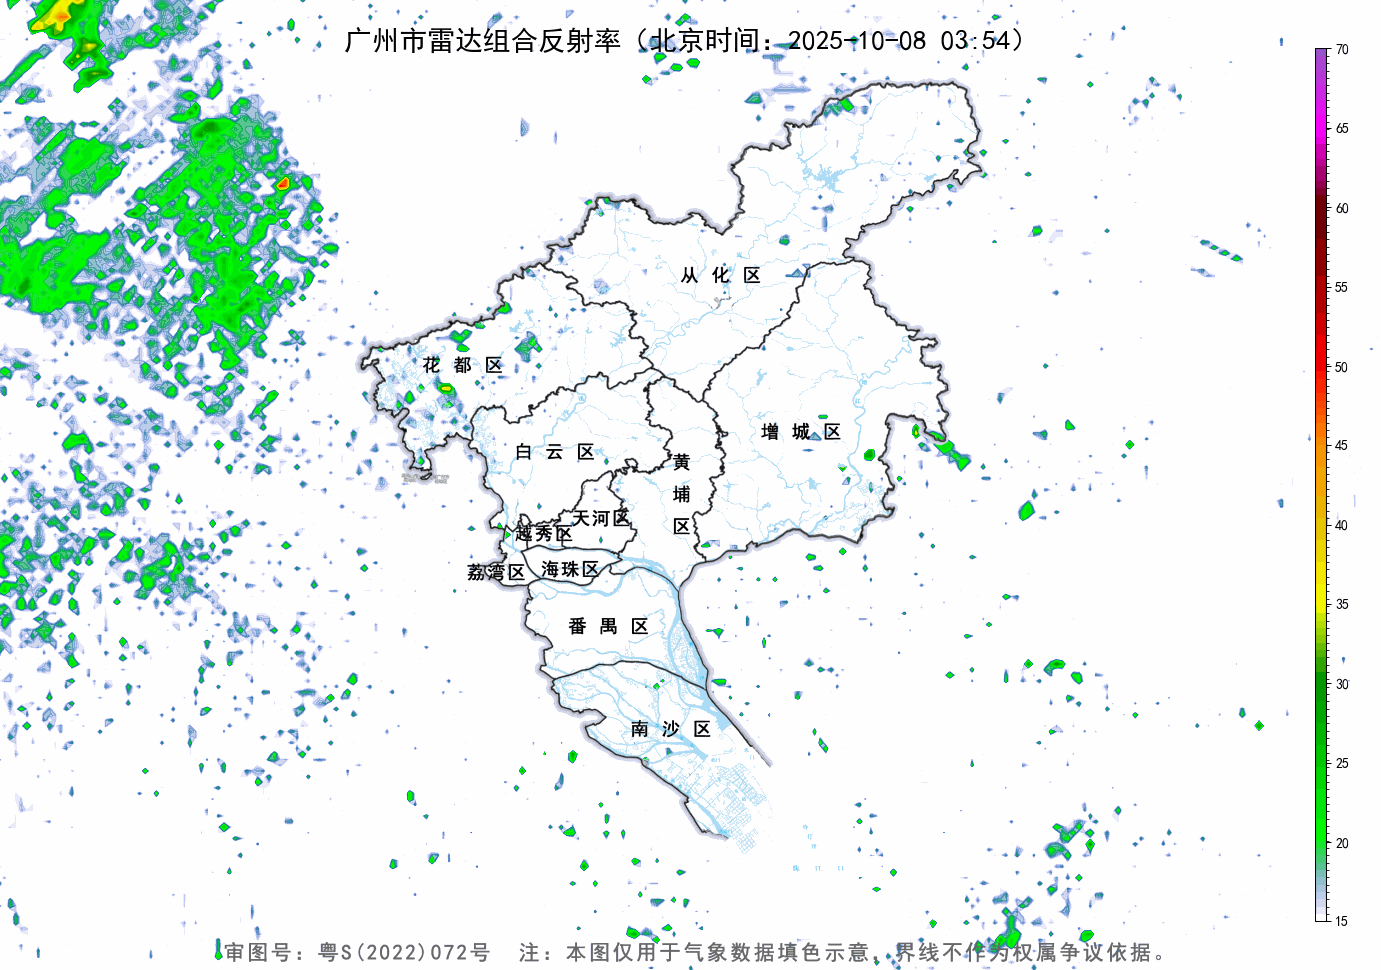 广州市雷达组合反射率（北京时间：2025-10-08 03:54）
70
65
60
55
50
45
40
35
30
25
20
15
从化区
花都区
增城区
白云区
黄埔区
天河区
越秀区
荔湾区
海珠区
番禺区
南沙区
审图号：粤S(2022)072号 注：本图仅用于气象数据填色示意，界线不作为权属争议依据。